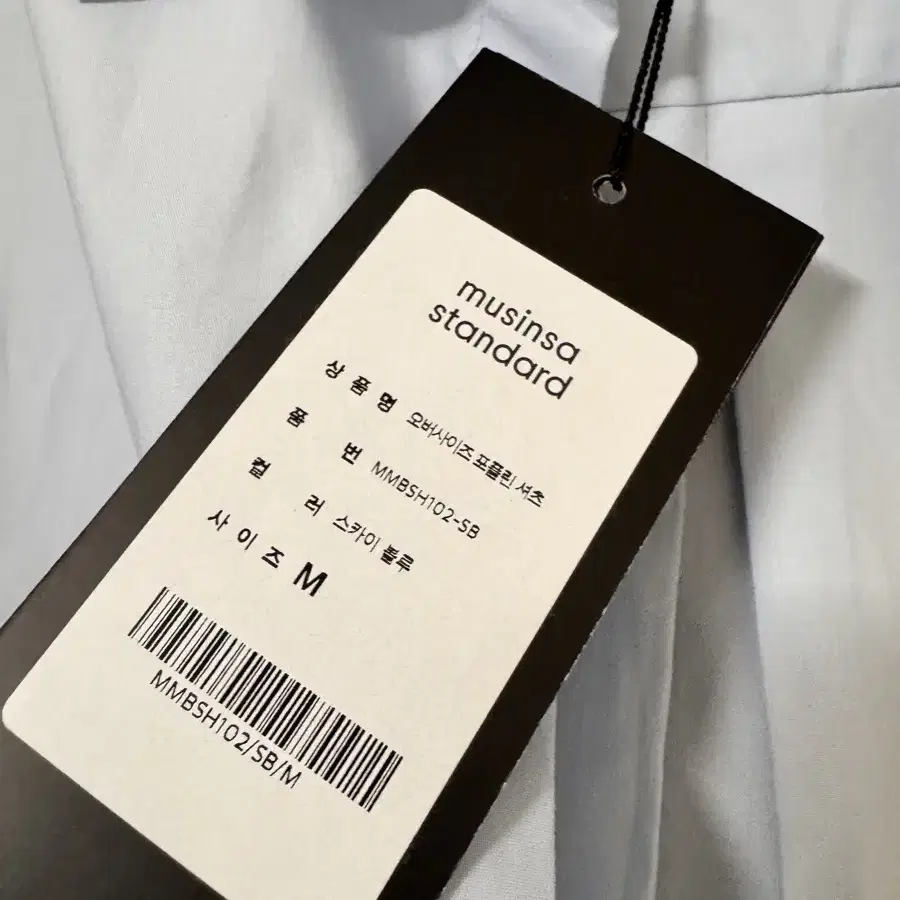 musinsa
standard
상 품 명 오버사이즈 포플린 셔츠
품 번 MMBSH102-SB
컬 러 스카이 블루
사 이 즈 M
MMBSH102/SB/M